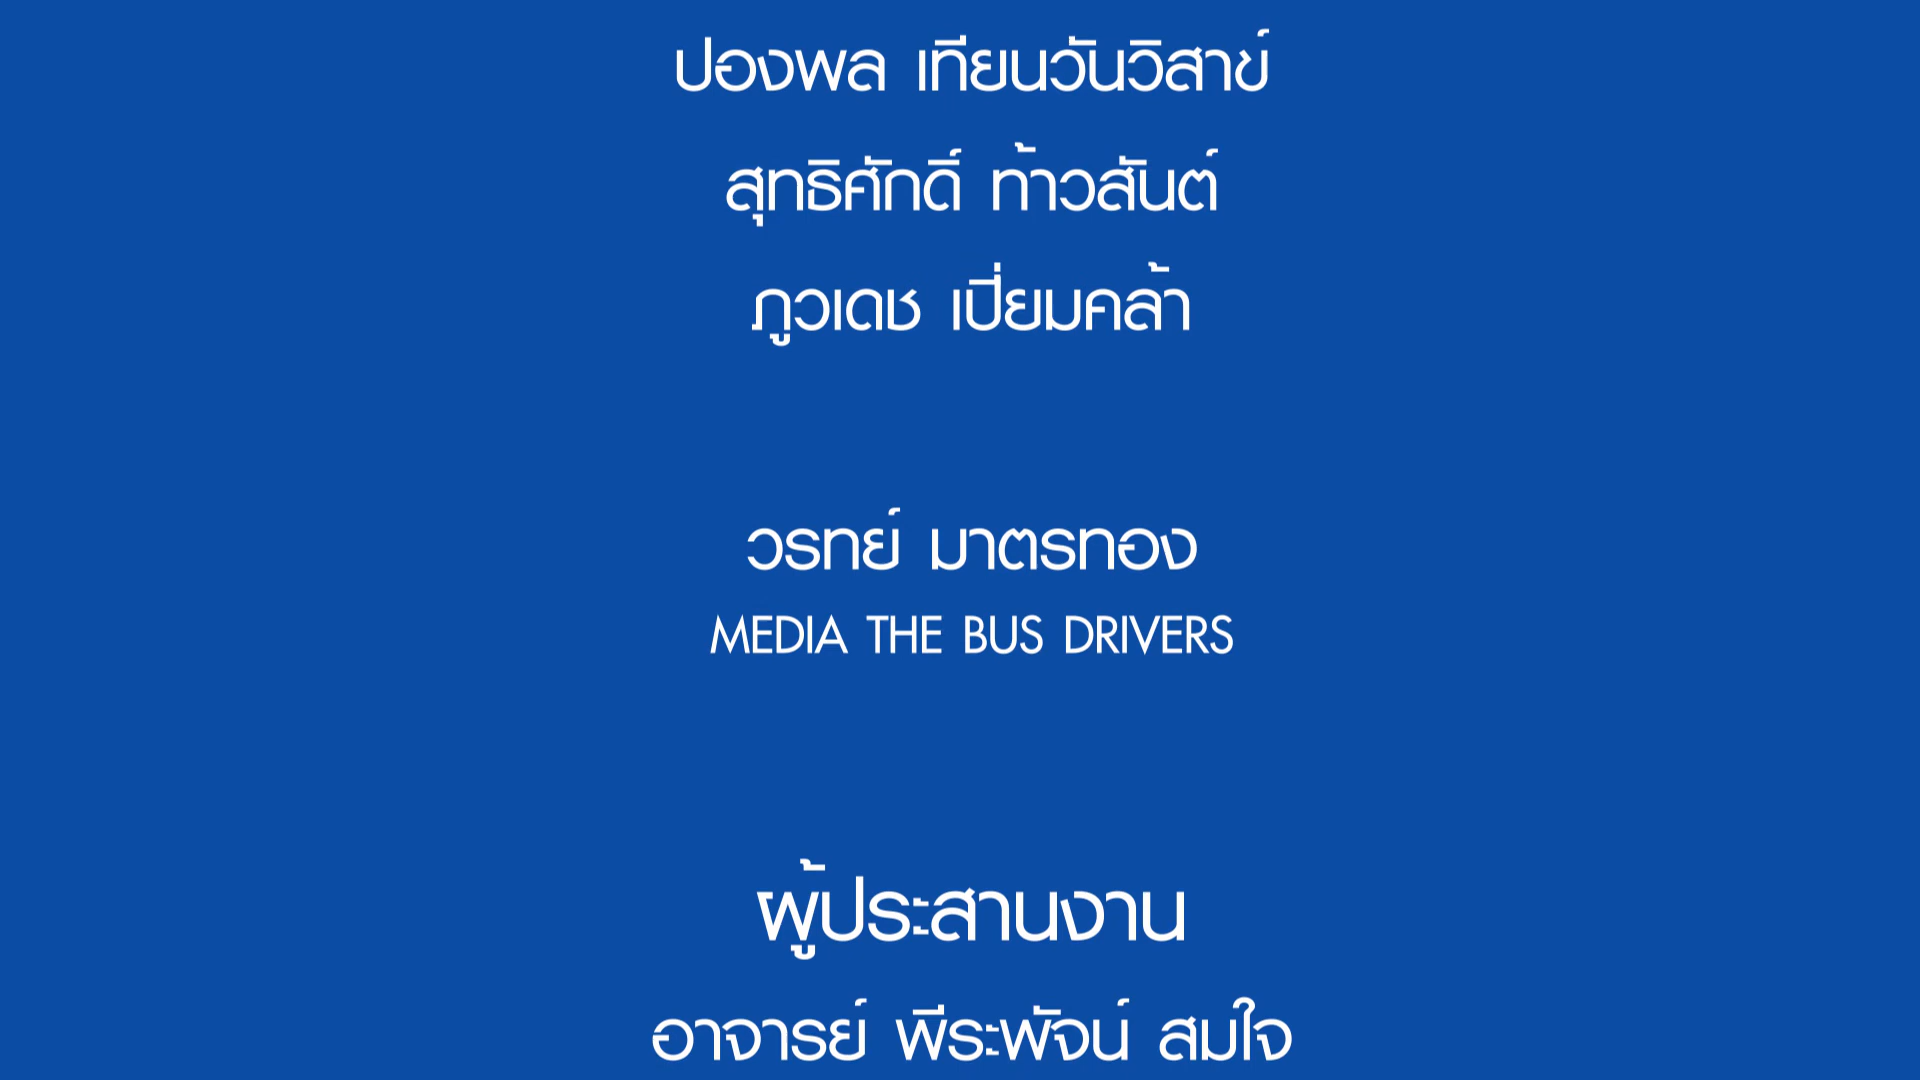 ปองพล เทียนวันวิสาข์
สุทธิศักดิ์ ท้าวสันต์
ภูวเดช เปี่ยมคล้า
วรทย์ มาตรทอง
MEDIA THE BUS DRIVERS
ผู้ประสานงาน
อาจารย์ พีระพัจน์ สมใจ